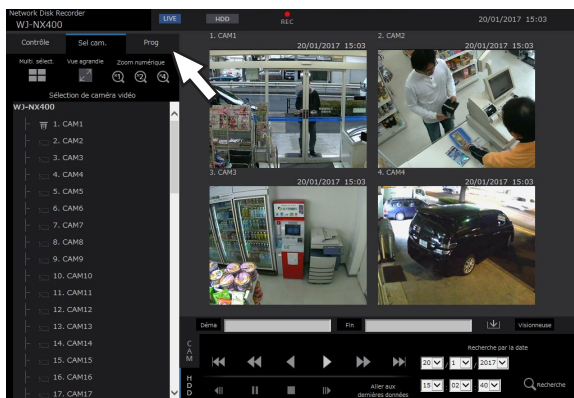 Network Disk Recorder
WJ-NX400
LIVE
HDD
REC
20/01/2017 15:03
Contrôle
Sel cam.
Prog
Multi. sélect.
Vue agrandie
Zoom numérique
x1
x2
x4
Sélection de caméra vidéo
WJ-NX400
1. CAM1
2. CAM2
3. CAM3
4. CAM4
5. CAM5
6. CAM6
7. CAM7
8. CAM8
9. CAM9
10. CAM10
11. CAM11
12. CAM12
13. CAM13
14. CAM14
15. CAM15
16. CAM16
17. CAM17
1. CAM1
20/01/2017 15:03
2. CAM2
20/01/2017 15:03
3. CAM3
20/01/2017 15:03
4. CAM4
20/01/2017 15:03
Déma
Fin
Visionneuse
CAM
HDD
Aller aux
dernières données
Recherche par la date
20 / 1 / 2017
15 : 02 : 40
Recherche